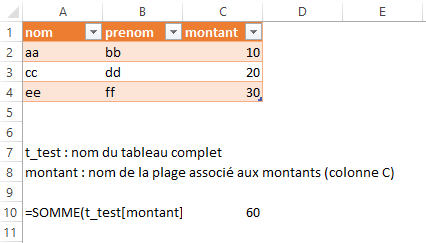 A B C D E
1 nom prenom montant
2 aa bb 10
3 cc dd 20
4 ee ff 30
5
6
7 t_test : nom du tableau complet
8 montant : nom de la plage associé aux montants (colonne C)
9
10 =SOMME(t_test[montant] 60
11